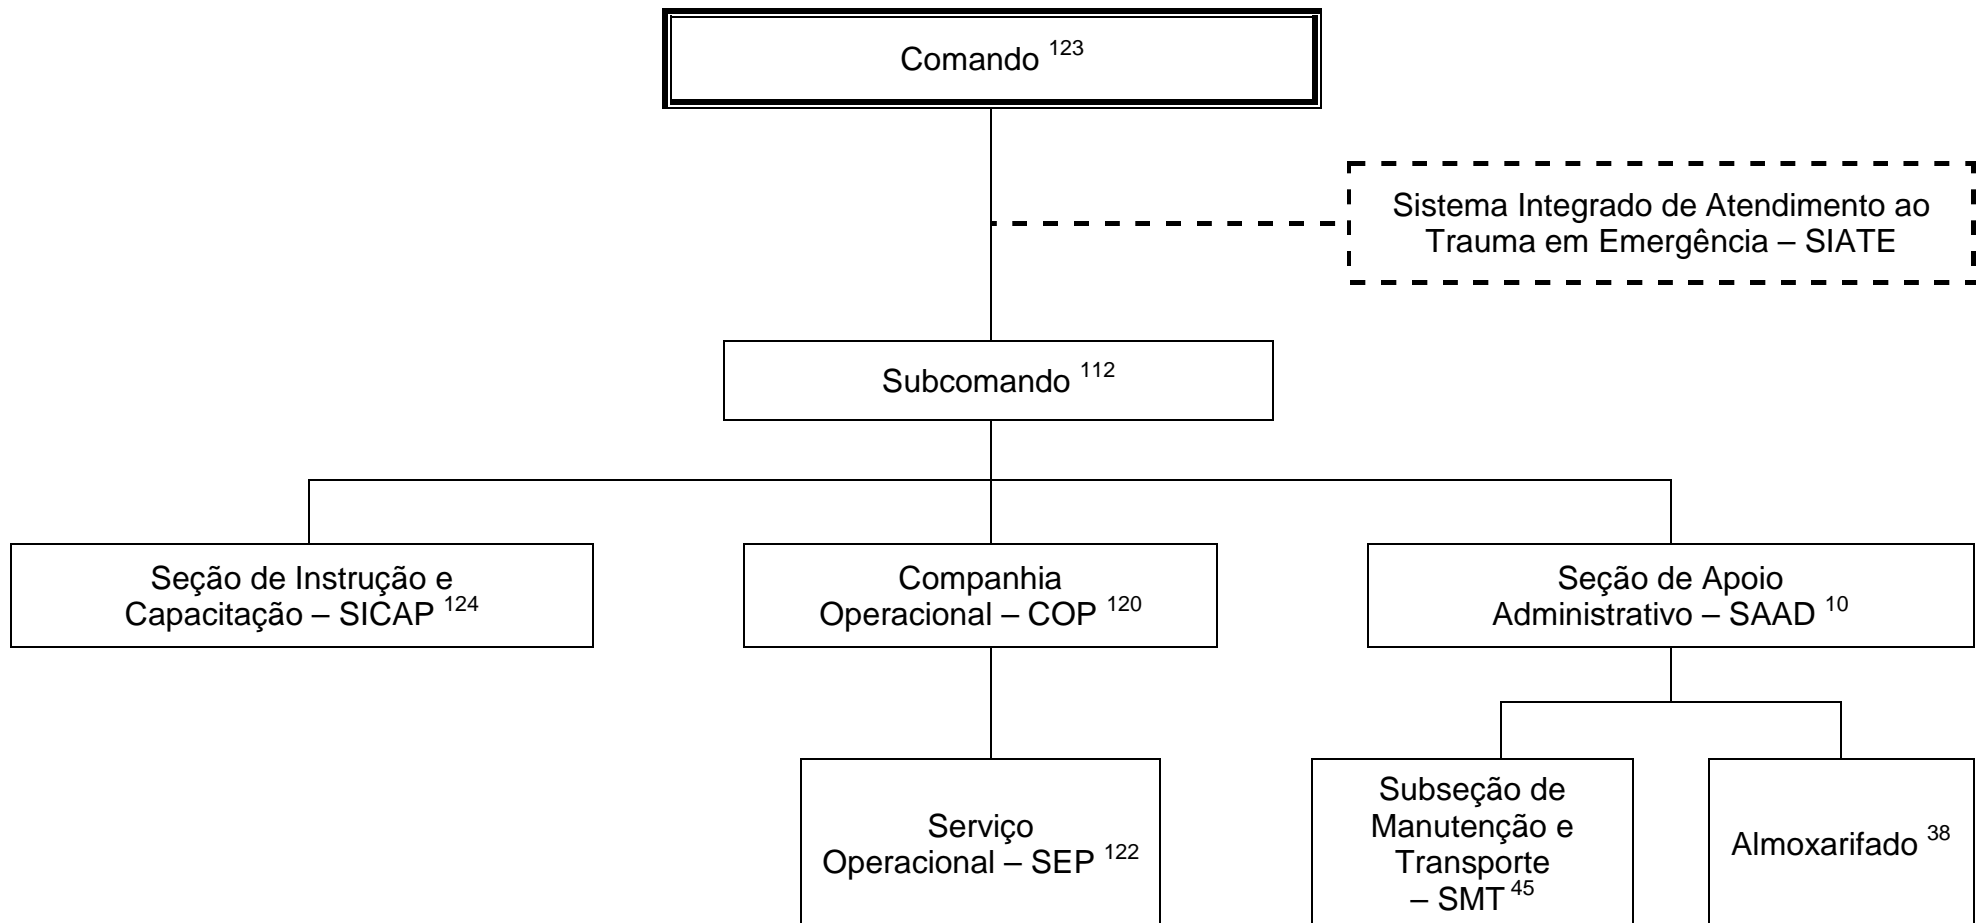 Comando 123
Sistema Integrado de Atendimento ao
Trauma em Emergência – SIATE
Subcomando 112
Seção de Instrução e
Capacitação – SICAP 124
Companhia
Operacional – COP 120
Seção de Apoio
Administrativo – SAAD 10
Serviço
Operacional – SEP 122
Subseção de
Manutenção e
Transporte
– SMT 45
Almoxarifado 38